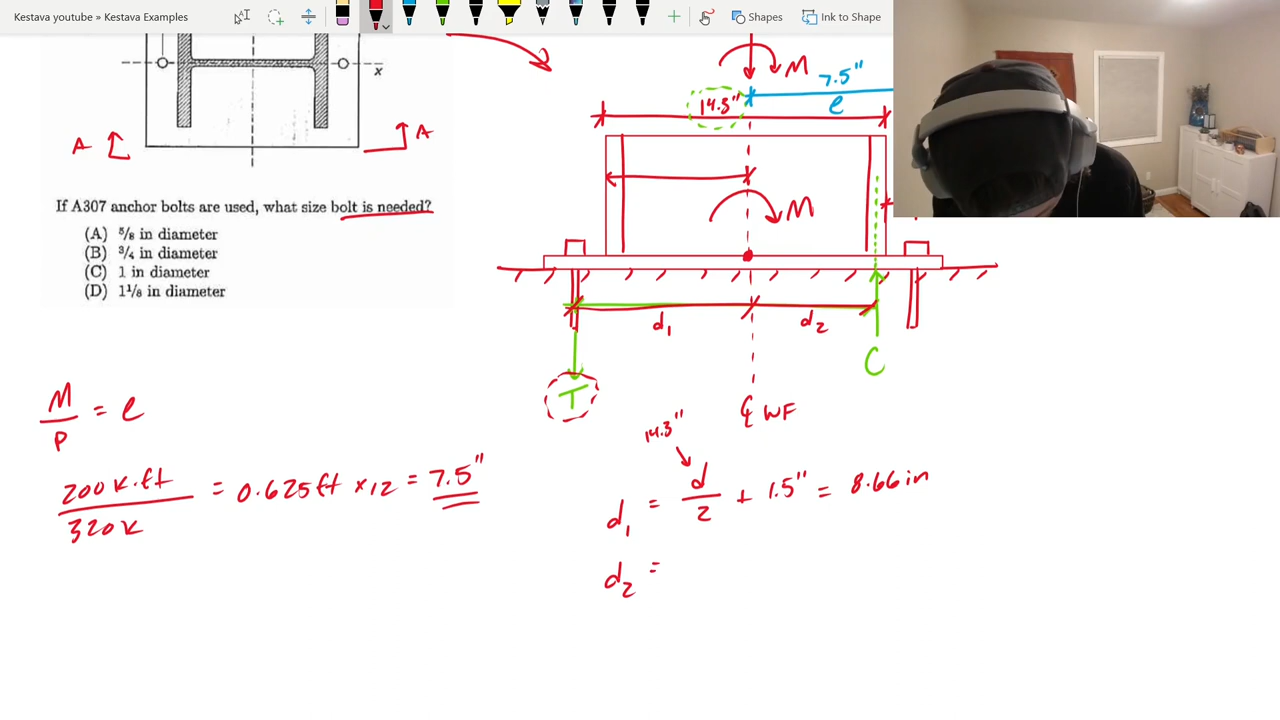 Kestava youtube » Kestava Examples
Shapes
Ink to Shape
x
A
A
If A307 anchor bolts are used, what size bolt is needed?
(A) 5/8 in diameter
(B) 3/4 in diameter
(C) 1 in diameter
(D) 1 1/8 in diameter
M
7.5"
e
14.3"
M
d₁
d₂
T
C
℄ WF
M/P = e
200 K.ft / 320 K = 0.625 ft × 12 = 7.5"
14.3"
d₁ = d/2 + 1.5" = 8.66 in
d₂ =